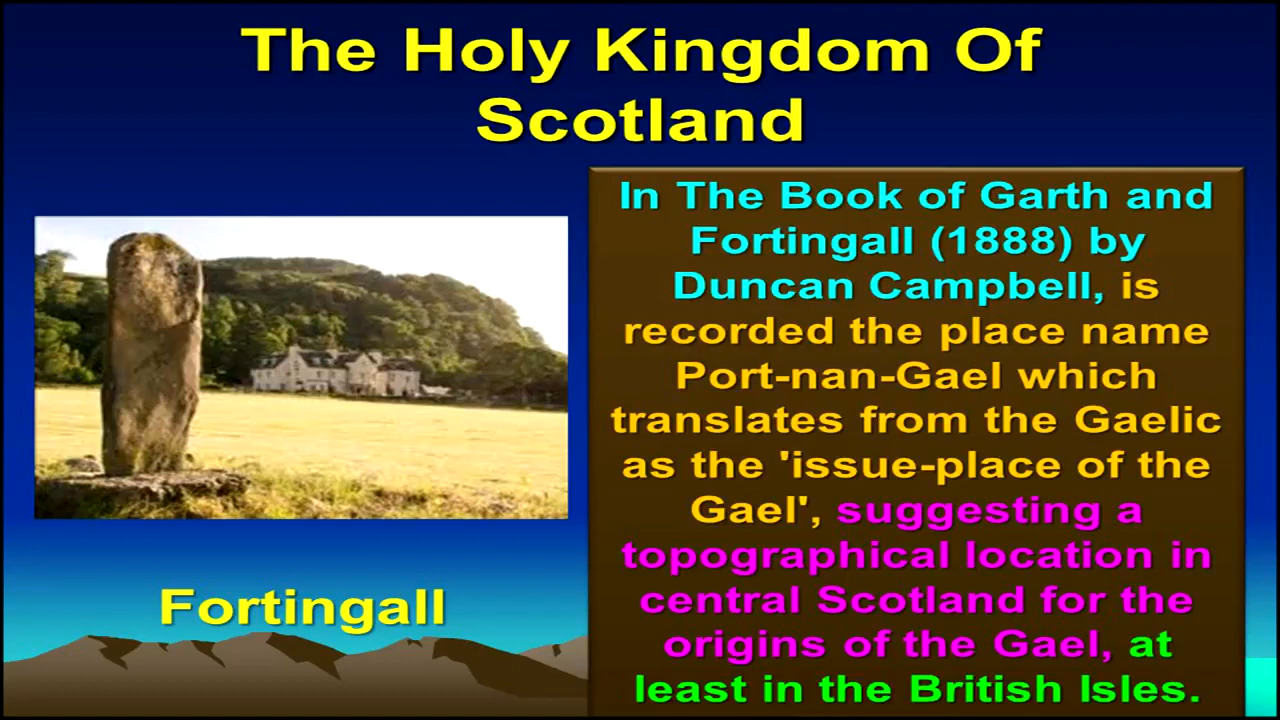 The Holy Kingdom Of
Scotland
In The Book of Garth and
Fortingall (1888) by
Duncan Campbell, is
recorded the place name
Port-nan-Gael which
translates from the Gaelic
as the 'issue-place of the
Gael', suggesting a
topographical location in
central Scotland for the
origins of the Gael, at
least in the British Isles.
Fortingall